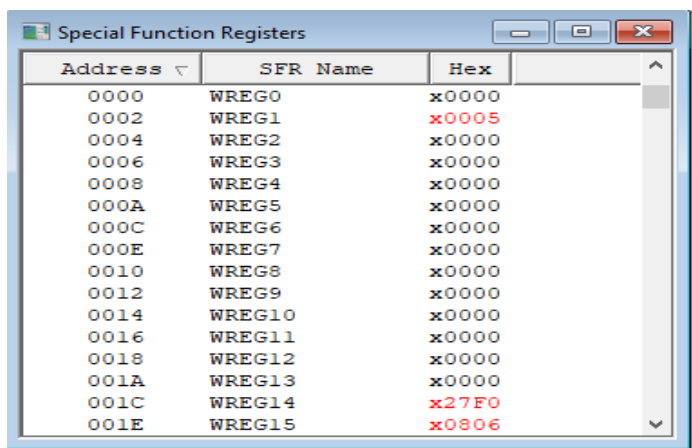 Special Function Registers
Address SFR Name Hex
0000 WREG0 x0000
0002 WREG1 x0005
0004 WREG2 x0000
0006 WREG3 x0000
0008 WREG4 x0000
000A WREG5 x0000
000C WREG6 x0000
000E WREG7 x0000
0010 WREG8 x0000
0012 WREG9 x0000
0014 WREG10 x0000
0016 WREG11 x0000
0018 WREG12 x0000
001A WREG13 x0000
001C WREG14 x27F0
001E WREG15 x0806